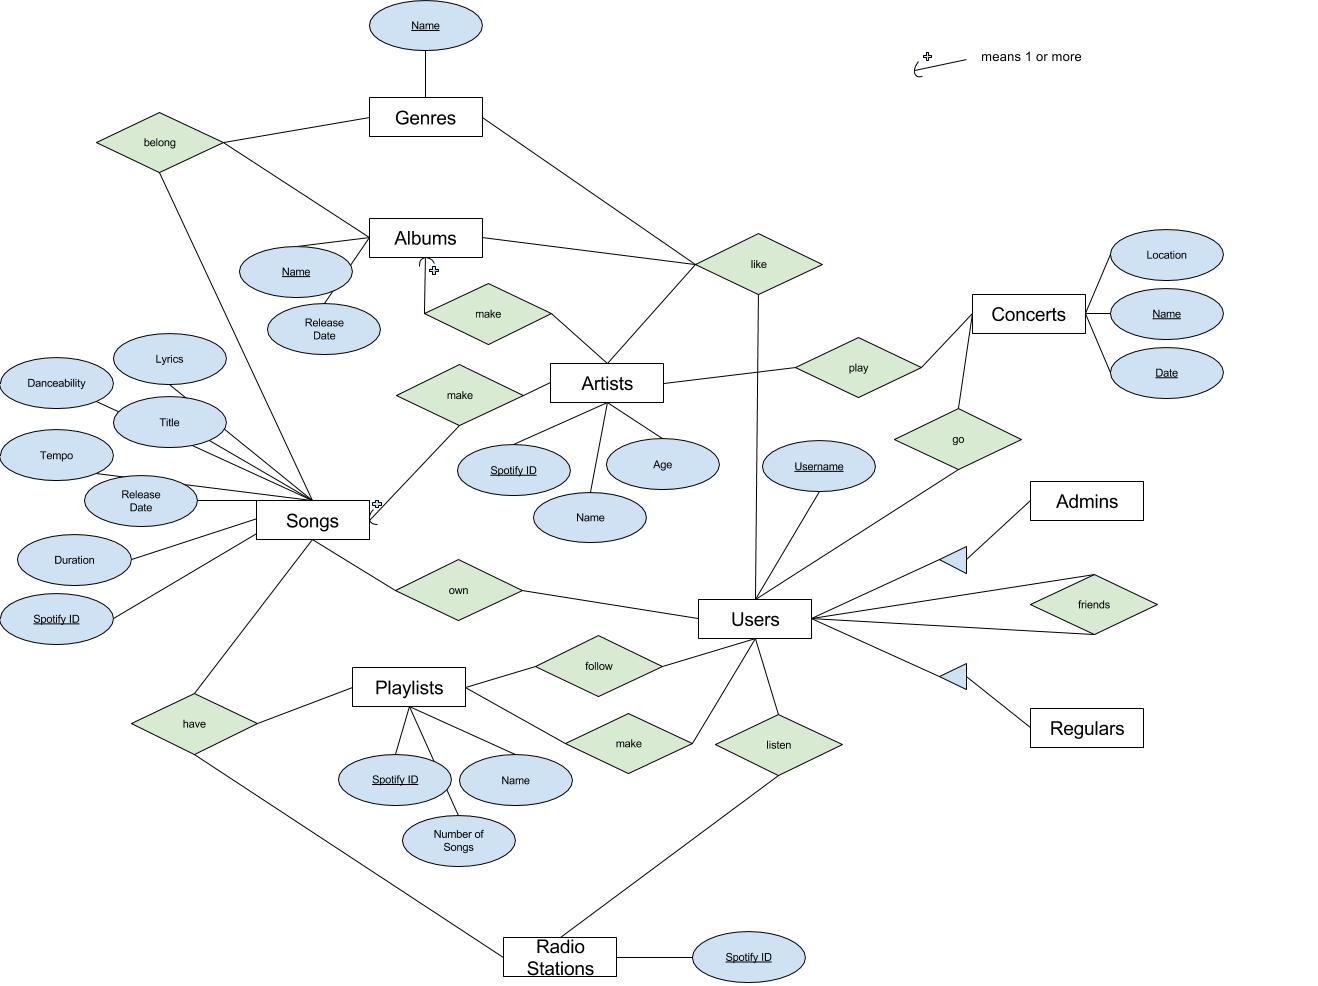 Name
means 1 or more
Genres
belong
Albums
like
Name
Location
Release
Date
make
Concerts
Name
Lyrics
play
Date
Danceability
Artists
make
Title
go
Tempo
Spotify ID
Age
Username
Release
Date
Name
Admins
Songs
Duration
own
friends
Spotify ID
Users
follow
Playlists
have
make
listen
Regulars
Spotify ID
Name
Number of
Songs
Radio
Stations
Spotify ID